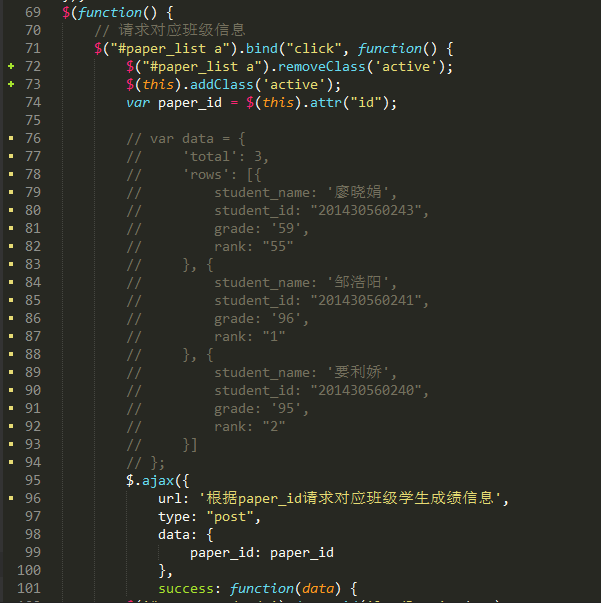 69 $(function() {
70 // 请求对应班级信息
71 $("#paper_list a").bind("click", function() {
72 $("#paper_list a").removeClass('active');
73 $(this).addClass('active');
74 var paper_id = $(this).attr("id");
75
76 // var data = {
77 // 'total': 3,
78 // 'rows': [{
79 // student_name: '廖晓娟',
80 // student_id: "201430560243",
81 // grade: '59',
82 // rank: "55"
83 // }, {
84 // student_name: '邹浩阳',
85 // student_id: "201430560241",
86 // grade: '96',
87 // rank: "1"
88 // }, {
89 // student_name: '要利娇',
90 // student_id: "201430560240",
91 // grade: '95',
92 // rank: "2"
93 // }]
94 // };
95 $.ajax({
96 url: '根据paper_id请求对应班级学生成绩信息',
97 type: "post",
98 data: {
99 paper_id: paper_id
100 },
101 success: function(data) {